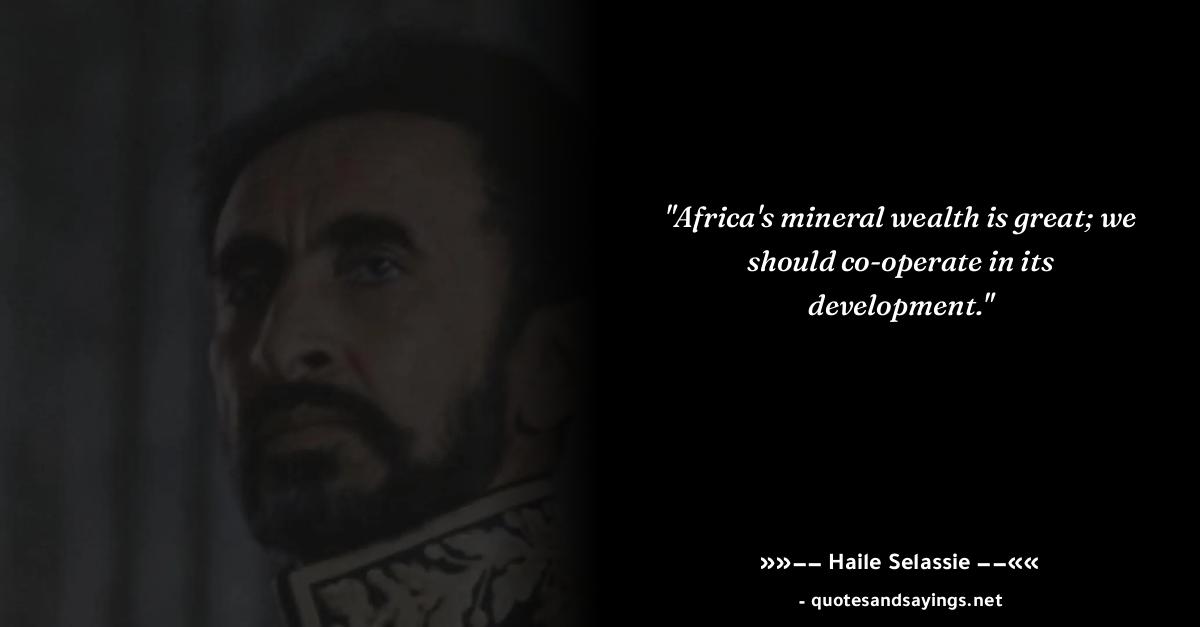 "Africa's mineral wealth is great; we
should co-operate in its
development."
»»–– Haile Selassie ––««
- quotesandsayings.net